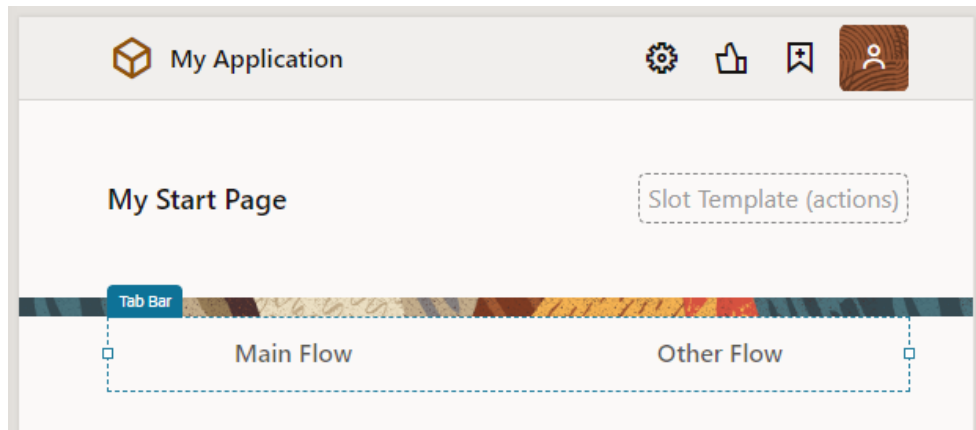 My Application
My Start Page
Slot Template (actions)
Tab Bar
Main Flow
Other Flow